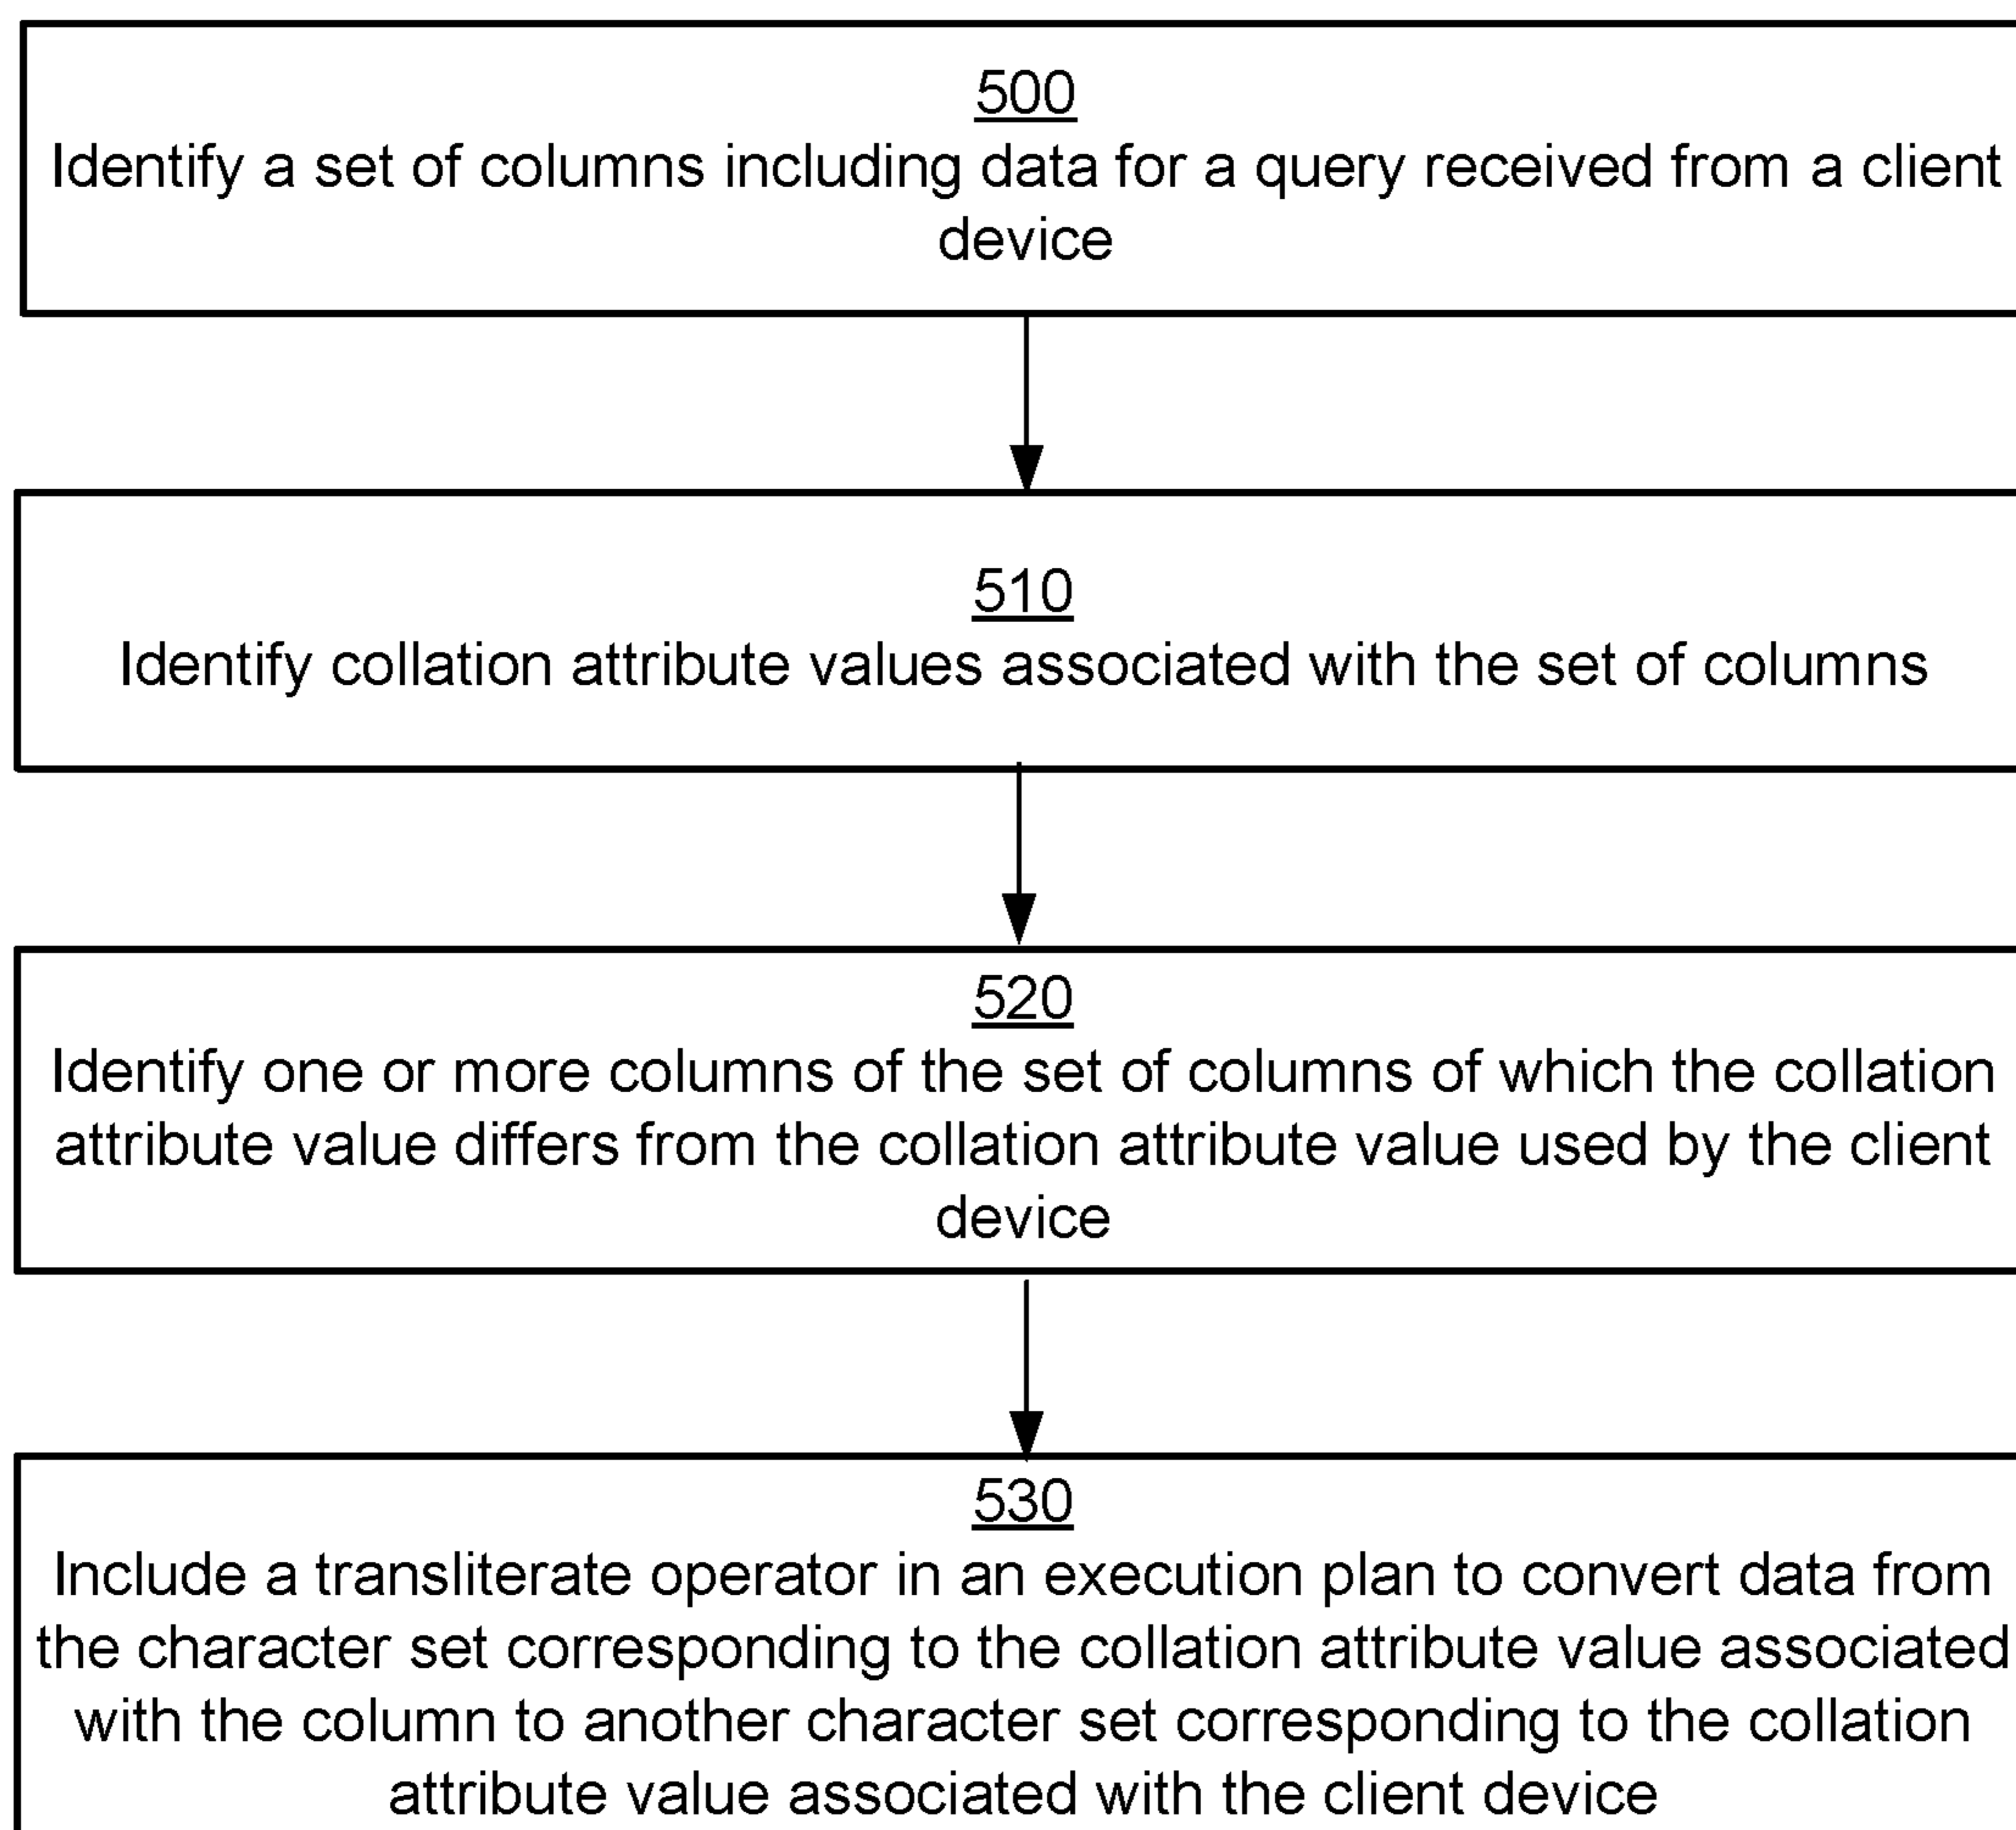 500
Identify a set of columns including data for a query received from a client
device
510
Identify collation attribute values associated with the set of columns
520
Identify one or more columns of the set of columns of which the collation
attribute value differs from the collation attribute value used by the client
device
530
Include a transliterate operator in an execution plan to convert data from
the character set corresponding to the collation attribute value associated
with the column to another character set corresponding to the collation
attribute value associated with the client device